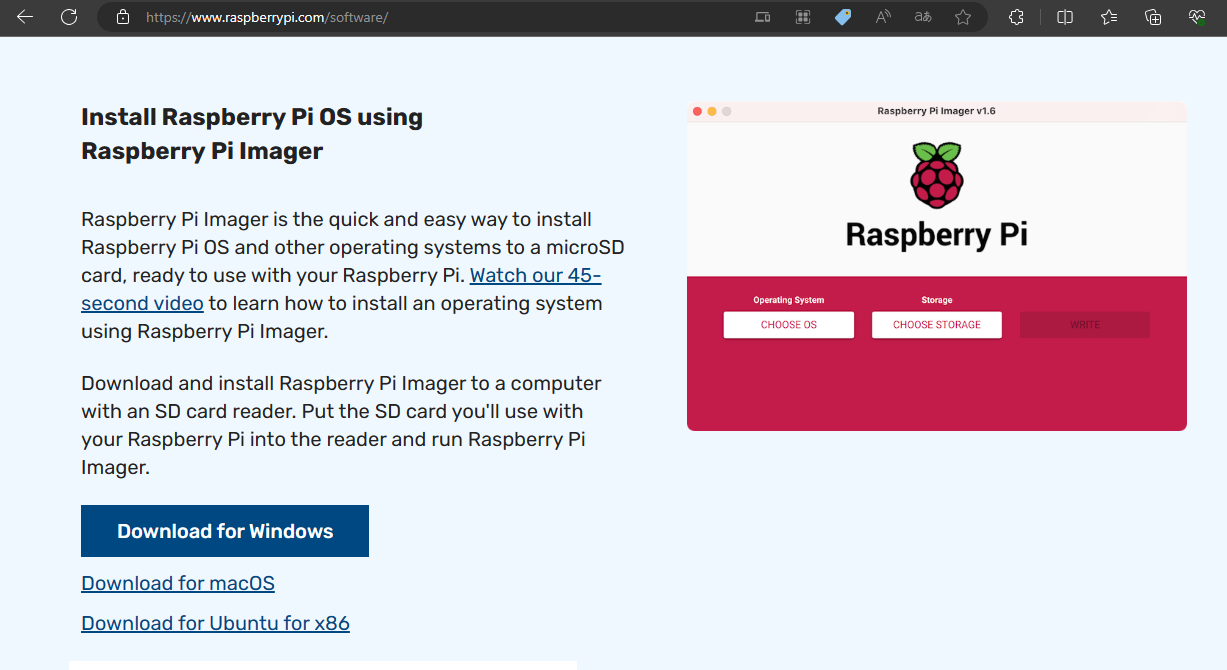 https://www.raspberrypi.com/software/
Install Raspberry Pi OS using
Raspberry Pi Imager
Raspberry Pi Imager is the quick and easy way to install
Raspberry Pi OS and other operating systems to a microSD
card, ready to use with your Raspberry Pi. Watch our 45-
second video to learn how to install an operating system
using Raspberry Pi Imager.
Download and install Raspberry Pi Imager to a computer
with an SD card reader. Put the SD card you'll use with
your Raspberry Pi into the reader and run Raspberry Pi
Imager.
Download for Windows
Download for macOS
Download for Ubuntu for x86
Raspberry Pi Imager v1.6
Raspberry Pi
Operating System Storage
CHOOSE OS CHOOSE STORAGE WRITE